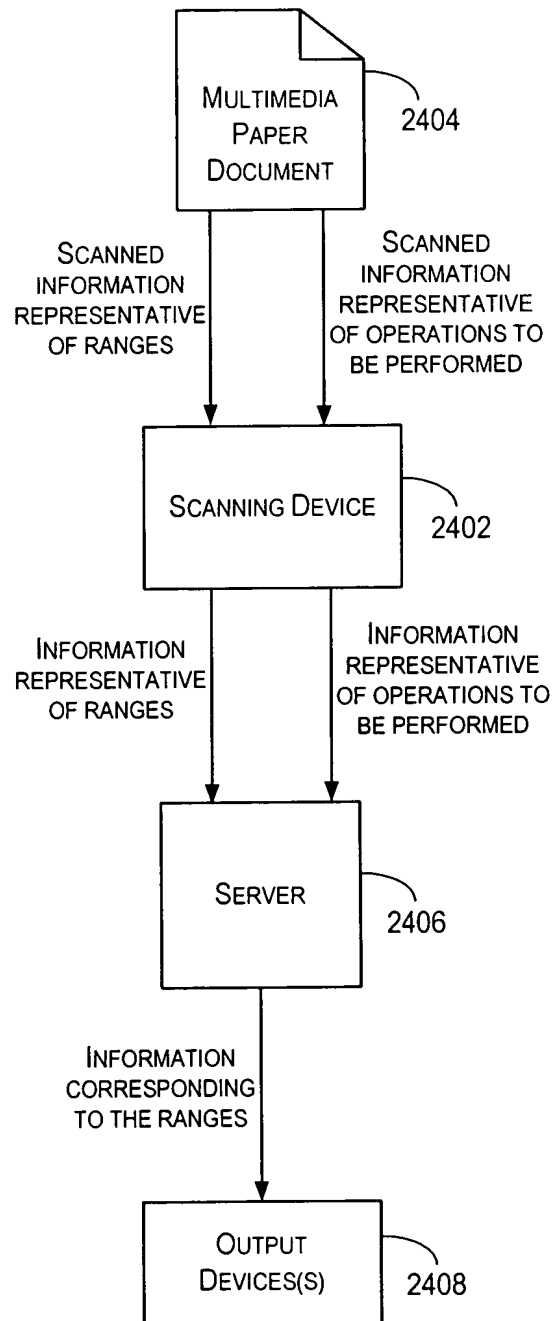 MULTIMEDIA
PAPER
DOCUMENT
2404
SCANNED
INFORMATION
REPRESENTATIVE
OF RANGES
SCANNED
INFORMATION
REPRESENTATIVE
OF OPERATIONS TO
BE PERFORMED
SCANNING DEVICE
2402
INFORMATION
REPRESENTATIVE
OF RANGES
INFORMATION
REPRESENTATIVE
OF OPERATIONS TO
BE PERFORMED
SERVER
2406
INFORMATION
CORRESPONDING
TO THE RANGES
OUTPUT
DEVICES(S)
2408